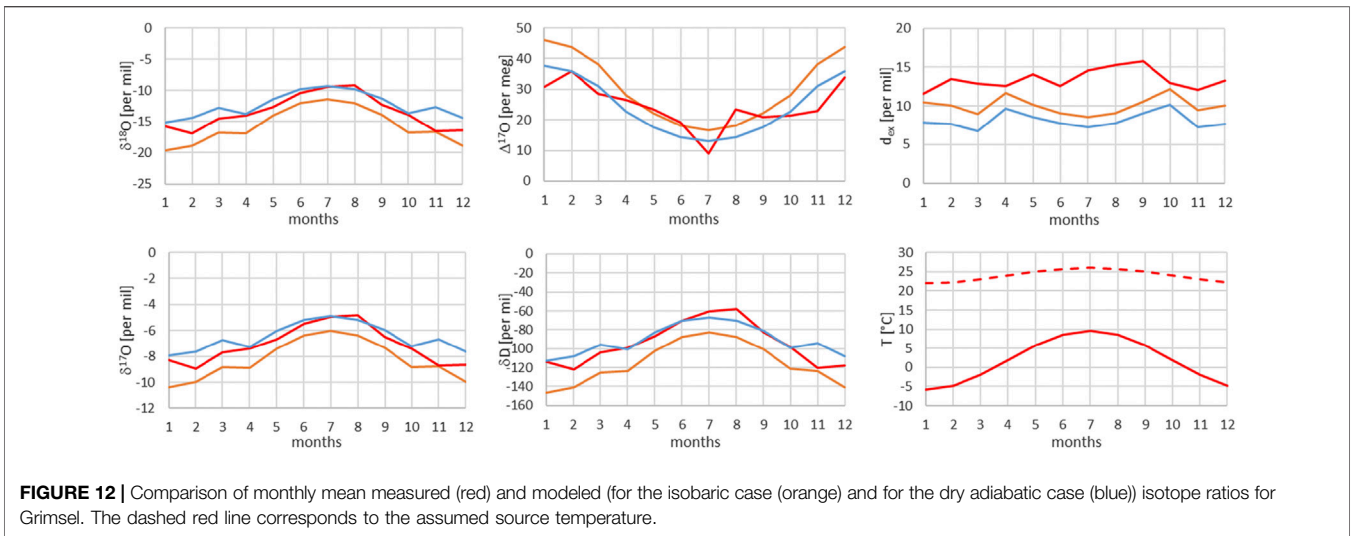 0
-5
-10
-15
-20
-25
δ18O [per mil]
1 2 3 4 5 6 7 8 9 10 11 12
months
50
40
30
20
10
0
Δ17O [per meg]
1 2 3 4 5 6 7 8 9 10 11 12
months
20
15
10
5
0
dex [per mil]
1 2 3 4 5 6 7 8 9 10 11 12
months
0
-2
-4
-6
-8
-10
-12
δ17O [per mil]
1 2 3 4 5 6 7 8 9 10 11 12
months
0
-20
-40
-60
-80
-100
-120
-140
-160
δD [per mi]
1 2 3 4 5 6 7 8 9 10 11 12
months
30
25
20
15
10
5
0
-5
-10
T [°C]
1 2 3 4 5 6 7 8 9 10 11 12
months
FIGURE 12 | Comparison of monthly mean measured (red) and modeled (for the isobaric case (orange) and for the dry adiabatic case (blue)) isotope ratios for
Grimsel. The dashed red line corresponds to the assumed source temperature.